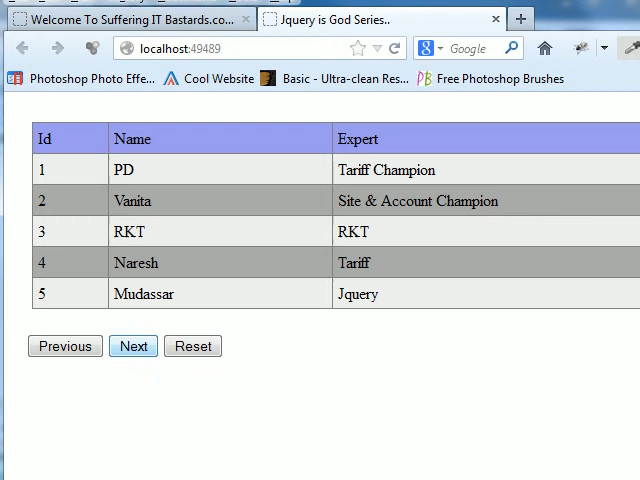 Welcome To Suffering IT Bastards.co... Jquery is God Series..
localhost:49489 Google
Photoshop Photo Effe... Cool Website Basic - Ultra-clean Res... Free Photoshop Brushes
Id Name Expert
1 PD Tariff Champion
2 Vanita Site & Account Champion
3 RKT RKT
4 Naresh Tariff
5 Mudassar Jquery
Previous Next Reset